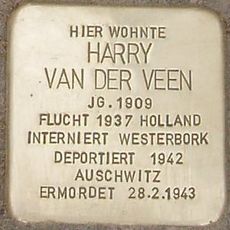 HIER WOHNTE
HARRY
VAN DER VEEN
JG. 1909
FLUCHT 1937 HOLLAND
INTERNIERT WESTERBORK
DEPORTIERT 1942
AUSCHWITZ
ERMORDET 28.2.1943